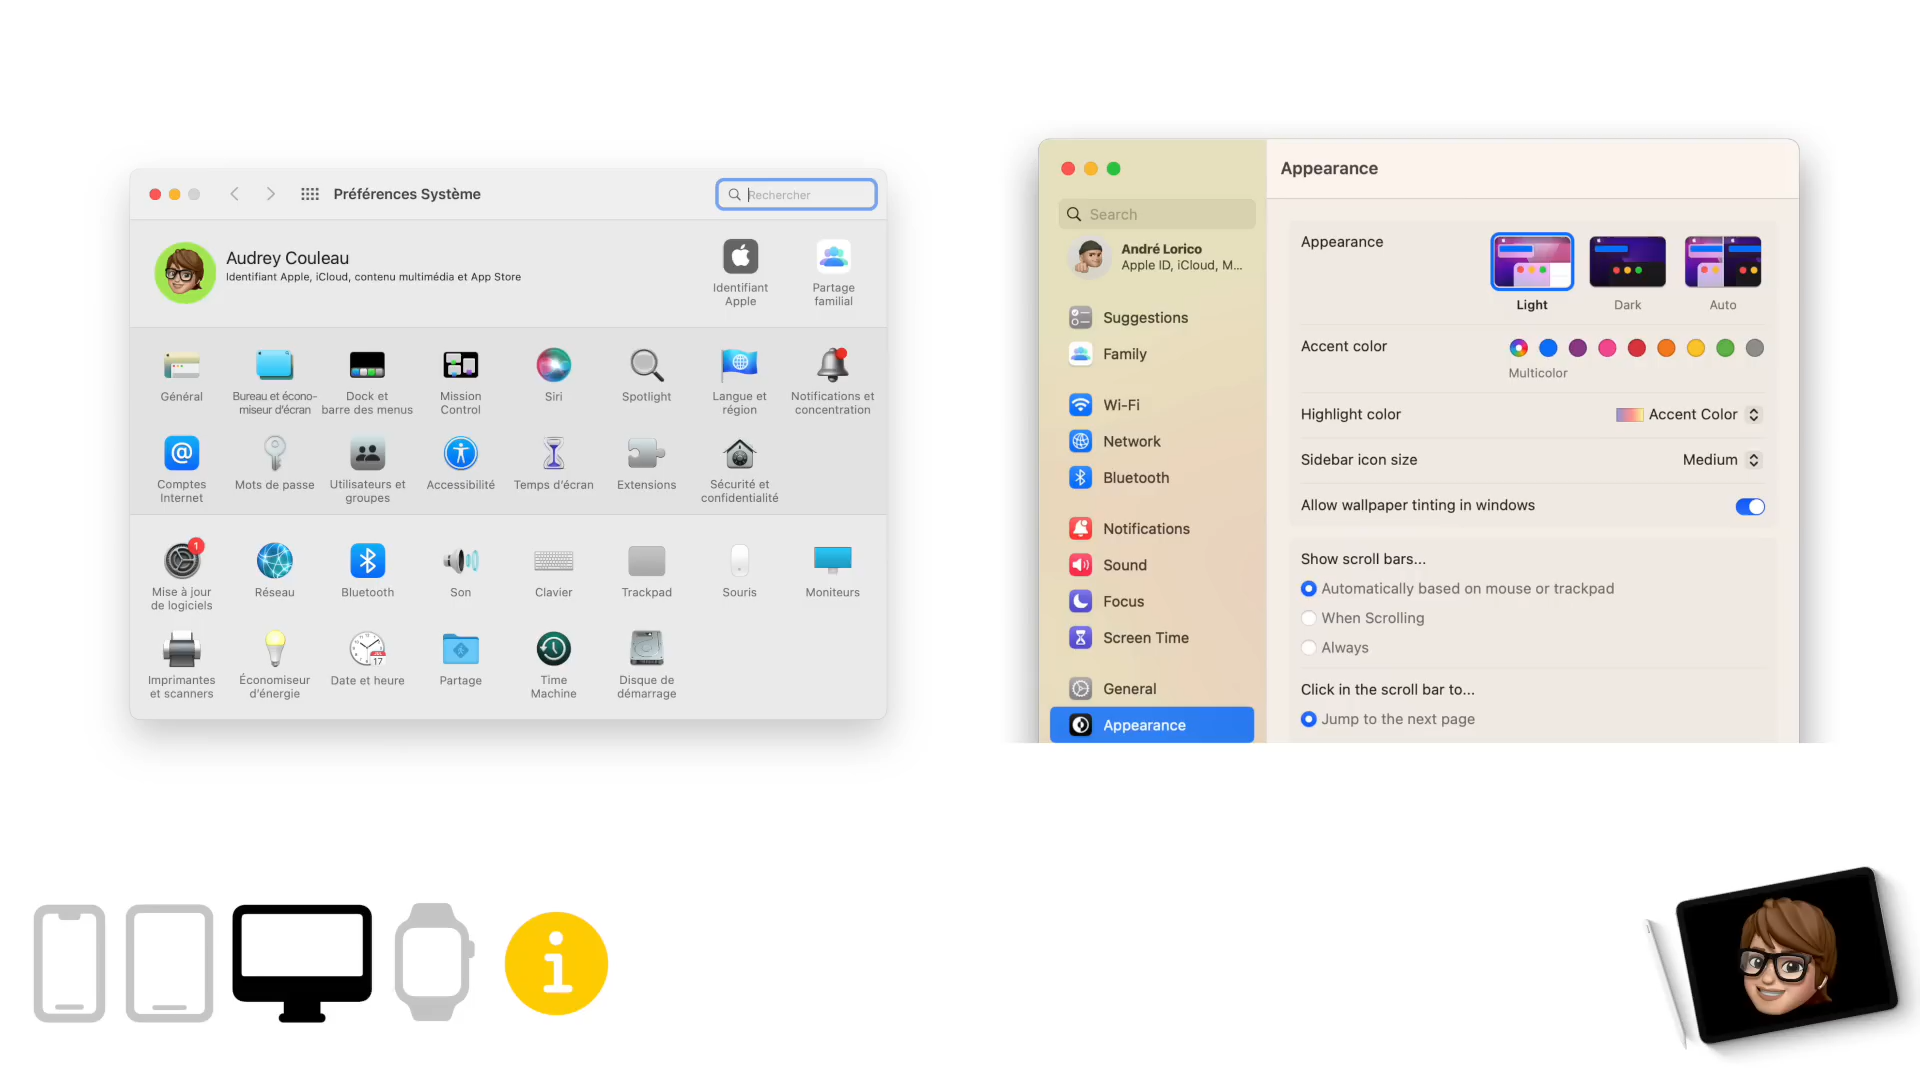 Préférences Système
Rechercher
Audrey Couleau
Identifiant Apple, iCloud, contenu multimédia et App Store
Identifiant
Apple
Partage
familial
Général
Bureau et écono-
miseur d'écran
Dock et
barre des menus
Mission
Control
Siri
Spotlight
Langue et
région
Notifications et
concentration
@
Comptes
Internet
Mots de passe
Utilisateurs et
groupes
Accessibilité
Temps d'écran
Extensions
Sécurité et
confidentialité
1
Mise à jour
de logiciels
Réseau
Bluetooth
Son
Clavier
Trackpad
Souris
Moniteurs
Imprimantes
et scanners
Économiseur
d'énergie
17
Date et heure
Partage
Time
Machine
Disque de
démarrage
Search
André Lorico
Apple ID, iCloud, M...
Suggestions
Family
Wi-Fi
Network
Bluetooth
Notifications
Sound
Focus
Screen Time
General
Appearance
Appearance
Appearance
Light
Dark
Auto
Accent color
Multicolor
Highlight color
Accent Color
Sidebar icon size
Medium
Allow wallpaper tinting in windows
Show scroll bars...
Automatically based on mouse or trackpad
When Scrolling
Always
Click in the scroll bar to...
Jump to the next page
i